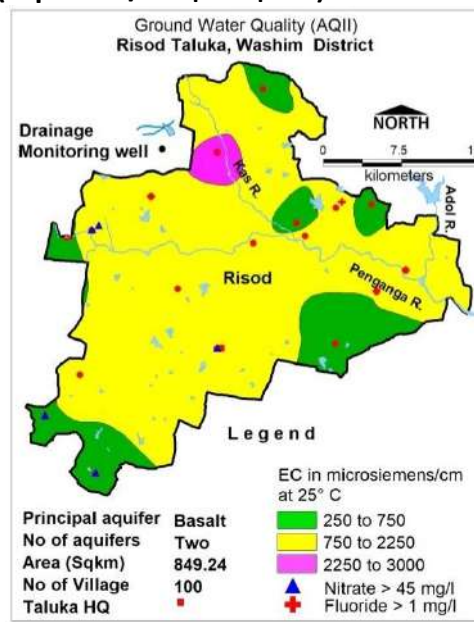 Ground Water Quality (AQII)
Risod Taluka, Washim District
Drainage
Monitoring well
NORTH
0 7.5 1
kilometers
Kas R.
Adol R.
Risod
Penganga R.
Legend
EC in microsiemens/cm
at 25° C
250 to 750
750 to 2250
2250 to 3000
Nitrate > 45 mg/l
Fluoride > 1 mg/l
Principal aquifer Basalt
No of aquifers Two
Area (Sqkm) 849.24
No of Village 100
Taluka HQ